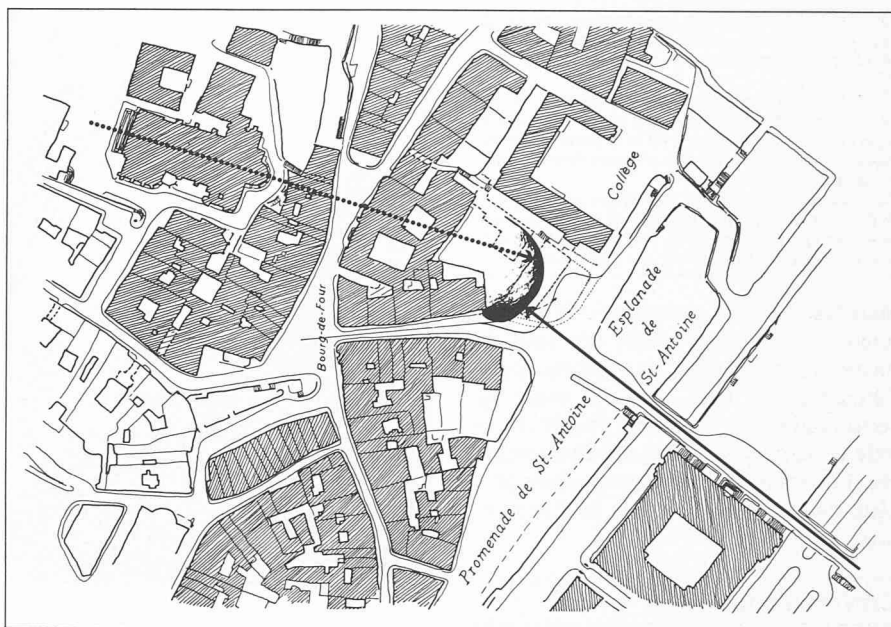 Collège
Esplanade
de
St-Antoine
Bourg-de-Four
Promenade de St-Antoine